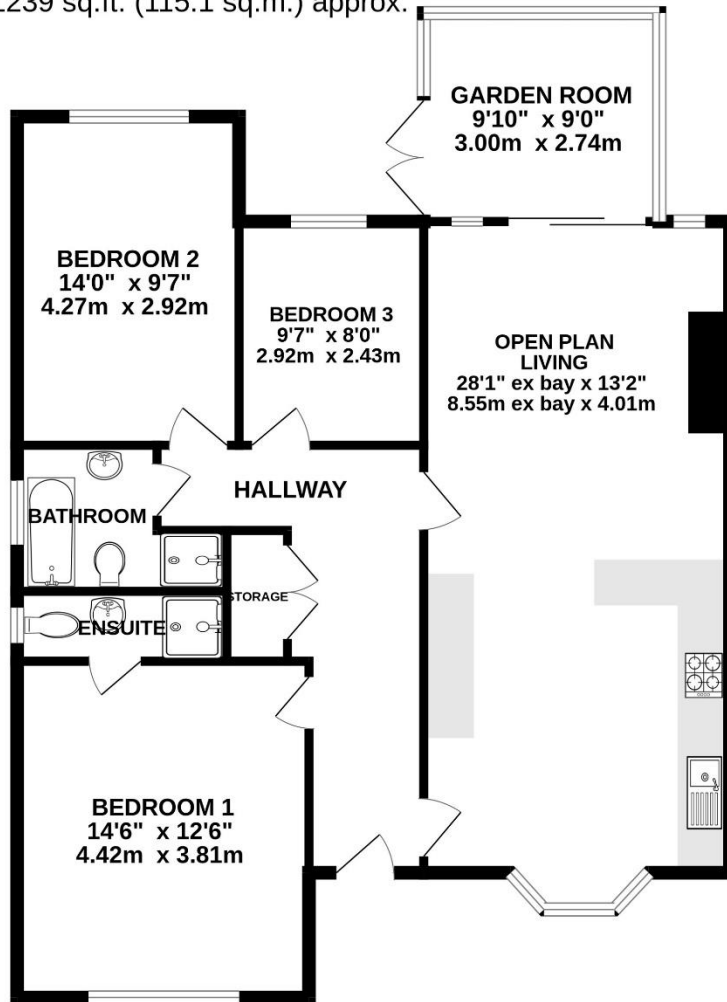 1239 sq.ft. (115.1 sq.m.) approx.
GARDEN ROOM
9'10" x 9'0"
3.00m x 2.74m
BEDROOM 2
14'0" x 9'7"
4.27m x 2.92m
BEDROOM 3
9'7" x 8'0"
2.92m x 2.43m
OPEN PLAN
LIVING
28'1" ex bay x 13'2"
8.55m ex bay x 4.01m
HALLWAY
BATHROOM
STORAGE
ENSUITE
BEDROOM 1
14'6" x 12'6"
4.42m x 3.81m